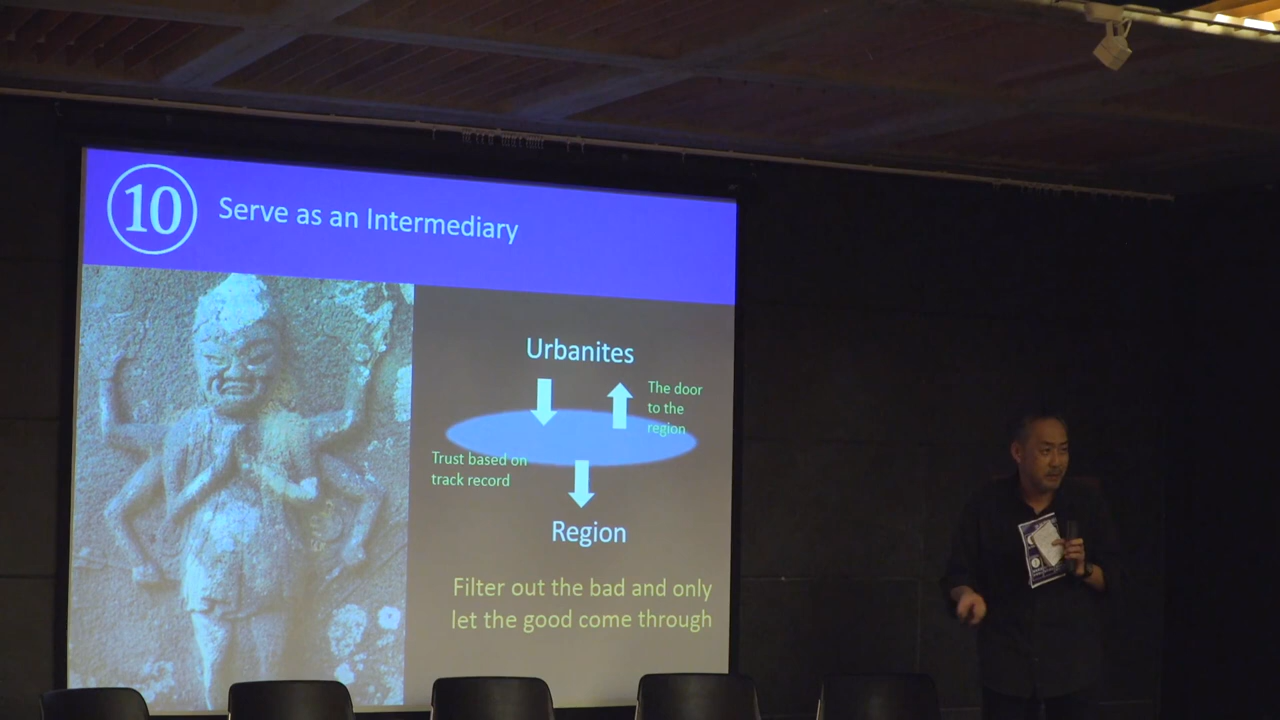 10
Serve as an Intermediary
Urbanites
The door
to the
region
Trust based on
track record
Region
Filter out the bad and only
let the good come through